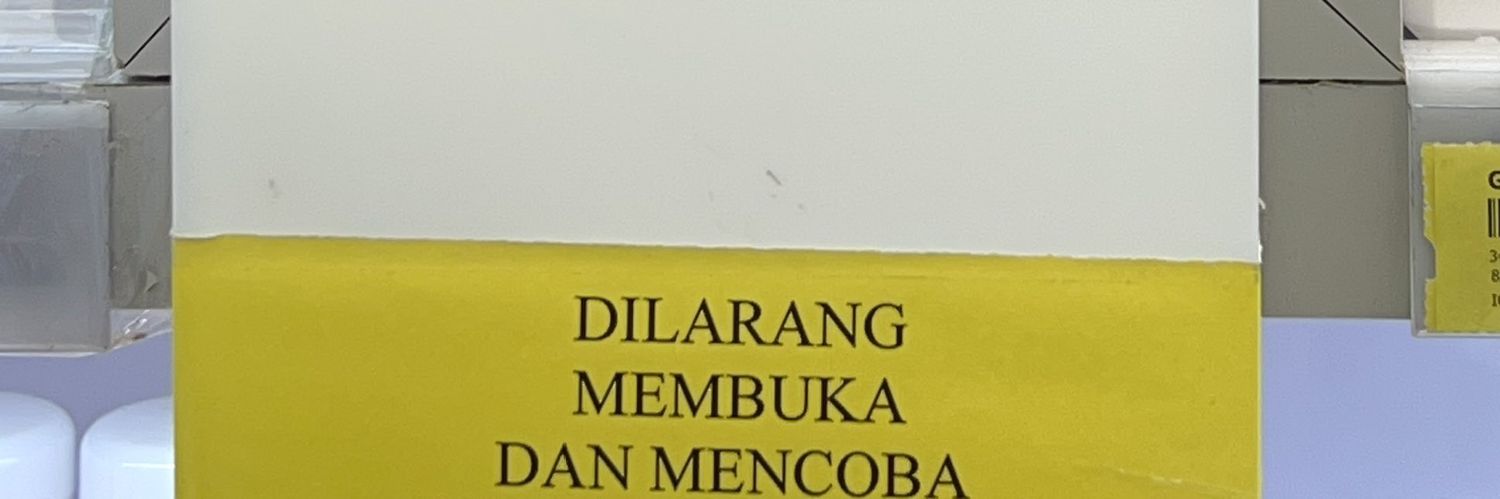 DILARANG
MEMBUKA
DAN MENCOBA